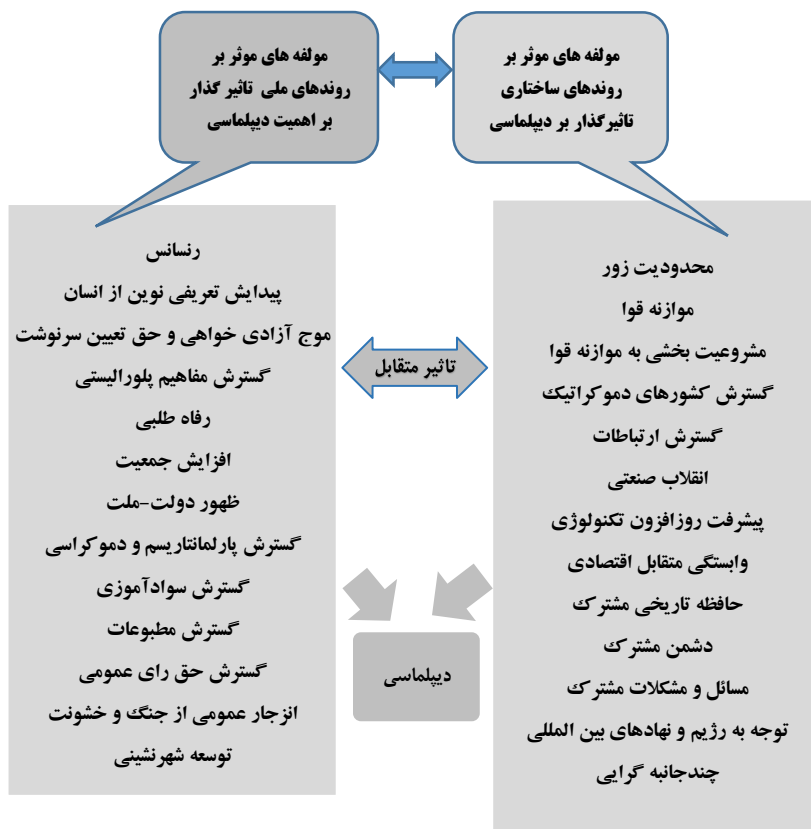 مولفه های موثر بر
روندهای ساختاری
تاثیرگذار بر دیپلماسی
مولفه های موثر بر
روندهای ملی تاثیر گذار
بر اهمیت دیپلماسی
محدودیت زور
موازنه قوا
مشروعیت بخشی به موازنه قوا
گسترش کشورهای دموکراتیک
گسترش ارتباطات
انقلاب صنعتی
پیشرفت روزافزون تکنولوژی
وابستگی متقابل اقتصادی
حافظه تاریخی مشترک
دشمن مشترک
مسائل و مشکلات مشترک
توجه به رژیم و نهادهای بین المللی
چندجانبه گرایی
تاثیر متقابل
رنسانس
پیدایش تعریفی نوین از انسان
موج آزادی خواهی و حق تعیین سرنوشت
گسترش مفاهیم پلورالیستی
رفاه طلبی
افزایش جمعیت
ظهور دولت-ملت
گسترش پارلمانتاریسم و دموکراسی
گسترش سوادآموزی
گسترش مطبوعات
گسترش حق رای عمومی
انزجار عمومی از جنگ و خشونت
توسعه شهرنشینی
دیپلماسی